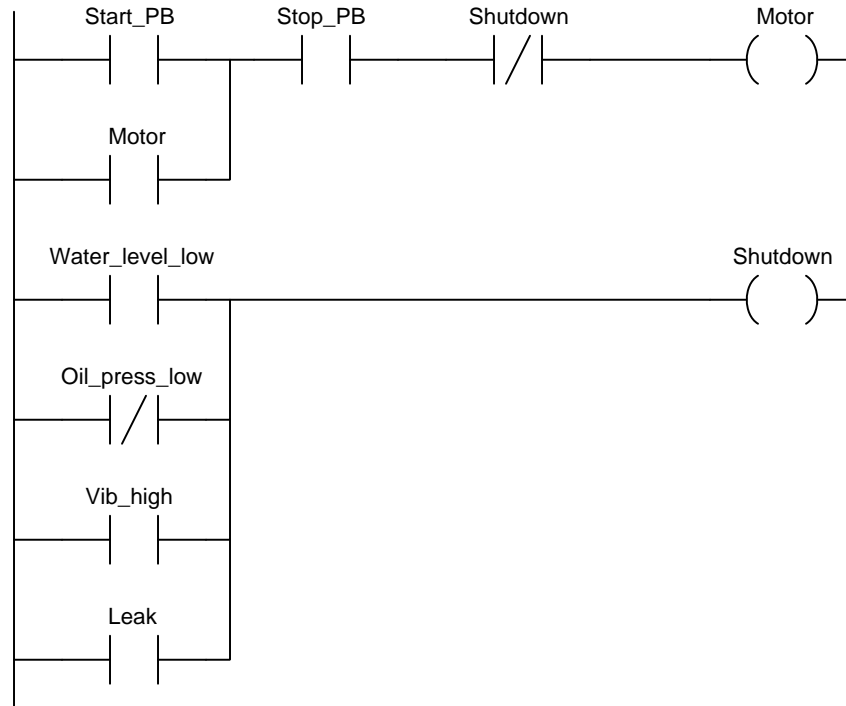 Start_PB Stop_PB Shutdown Motor
Motor
Water_level_low Shutdown
Oil_press_low
Vib_high
Leak